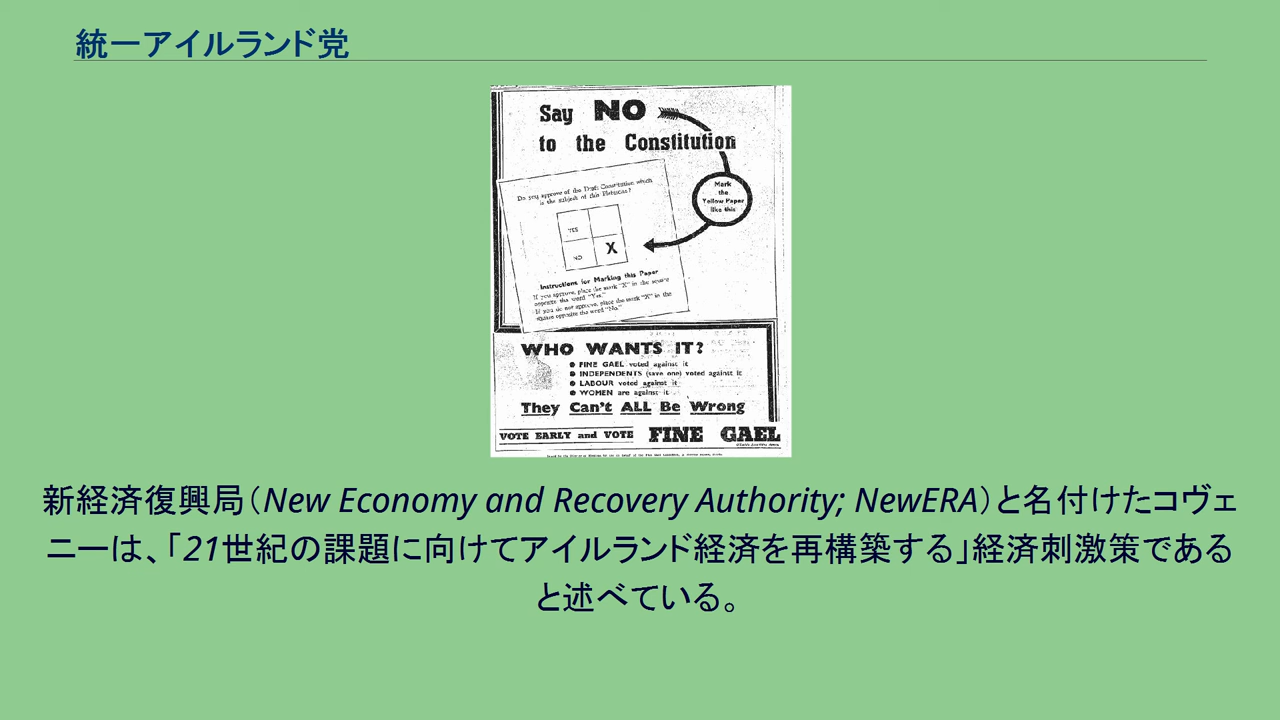 統一アイルランド党
Say NO
to the Constitution
Mark
the
Yellow Paper
like this
Do you approve of the Draft Constitution which
is the subject of this Plebiscite?
YES
NO
X
Instructions for Marking this Paper
If you approve, place the mark "X" in the square
opposite the word "Yes."
If you do not approve, place the mark "X" in the
square opposite the word "No."
WHO WANTS IT?
● FINE GAEL voted against it
● INDEPENDENTS (save one) voted against it
● LABOUR voted against it
● WOMEN are against it
They Can't ALL Be Wrong
VOTE EARLY and VOTE FINE GAEL
新経済復興局（New Economy and Recovery Authority; NewERA）と名付けたコヴェ
ニーは、「21世紀の課題に向けてアイルランド経済を再構築する」経済刺激策である
と述べている。